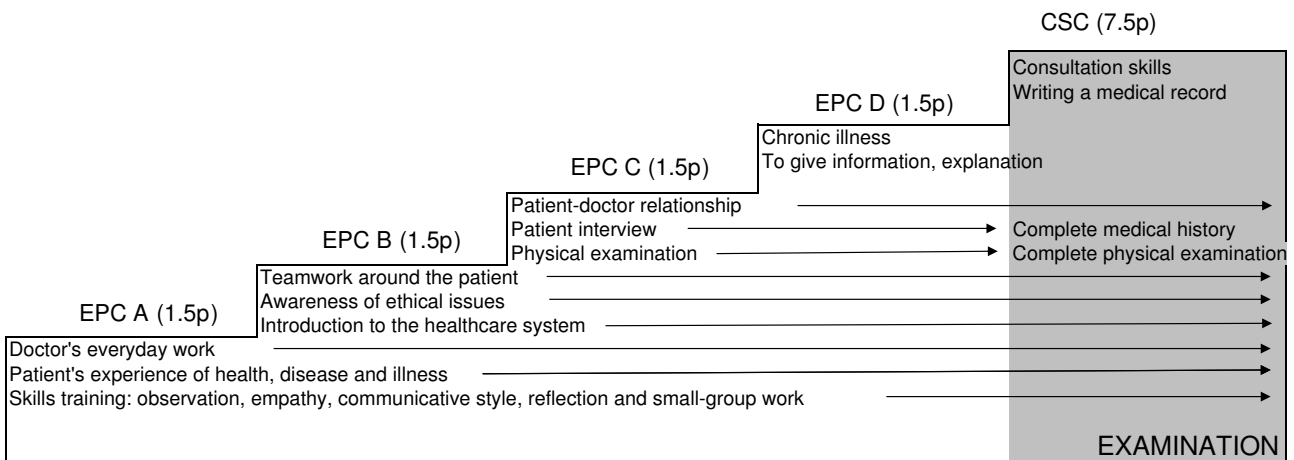 CSC (7.5p)
Consultation skills
Writing a medical record
EPC D (1.5p)
Chronic illness
To give information, explanation
EPC C (1.5p)
Patient-doctor relationship
Patient interview
Complete medical history
Physical examination
Complete physical examination
EPC B (1.5p)
Teamwork around the patient
Awareness of ethical issues
Introduction to the healthcare system
EPC A (1.5p)
Doctor's everyday work
Patient's experience of health, disease and illness
Skills training: observation, empathy, communicative style, reflection and small-group work
EXAMINATION